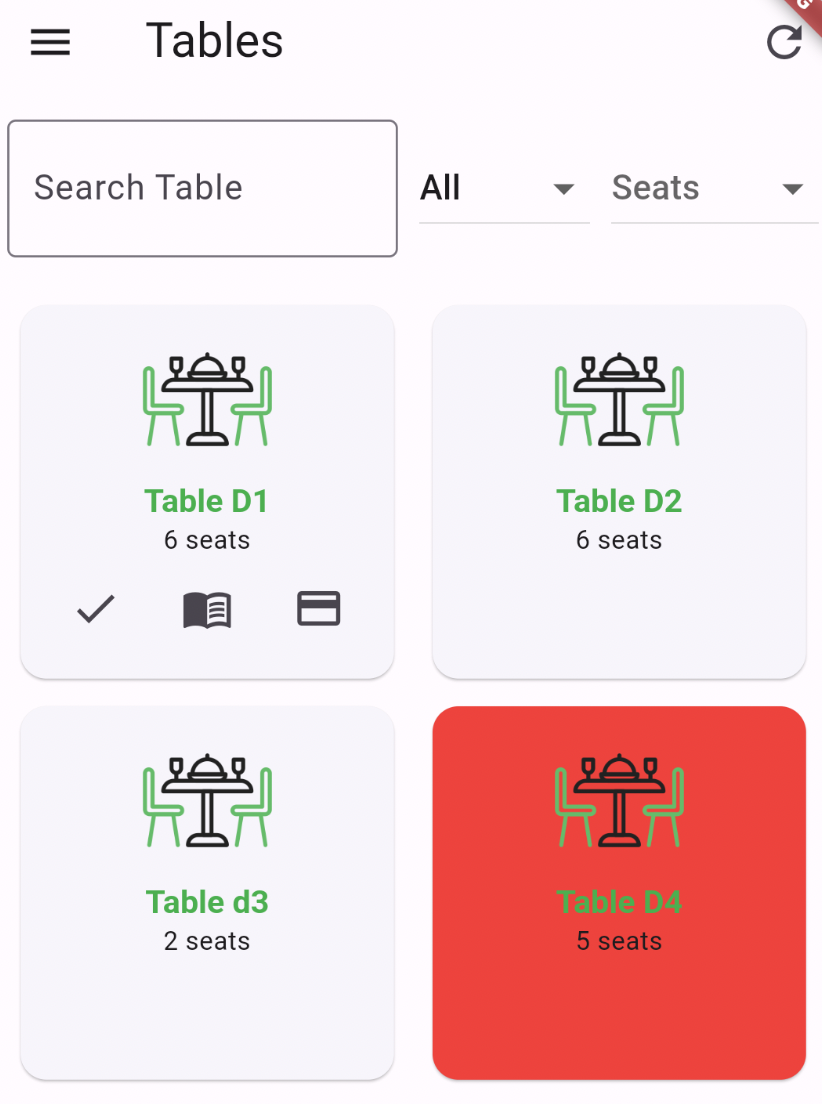 Tables
Search Table
All
Seats
Table D1
6 seats
Table D2
6 seats
Table d3
2 seats
Table D4
5 seats